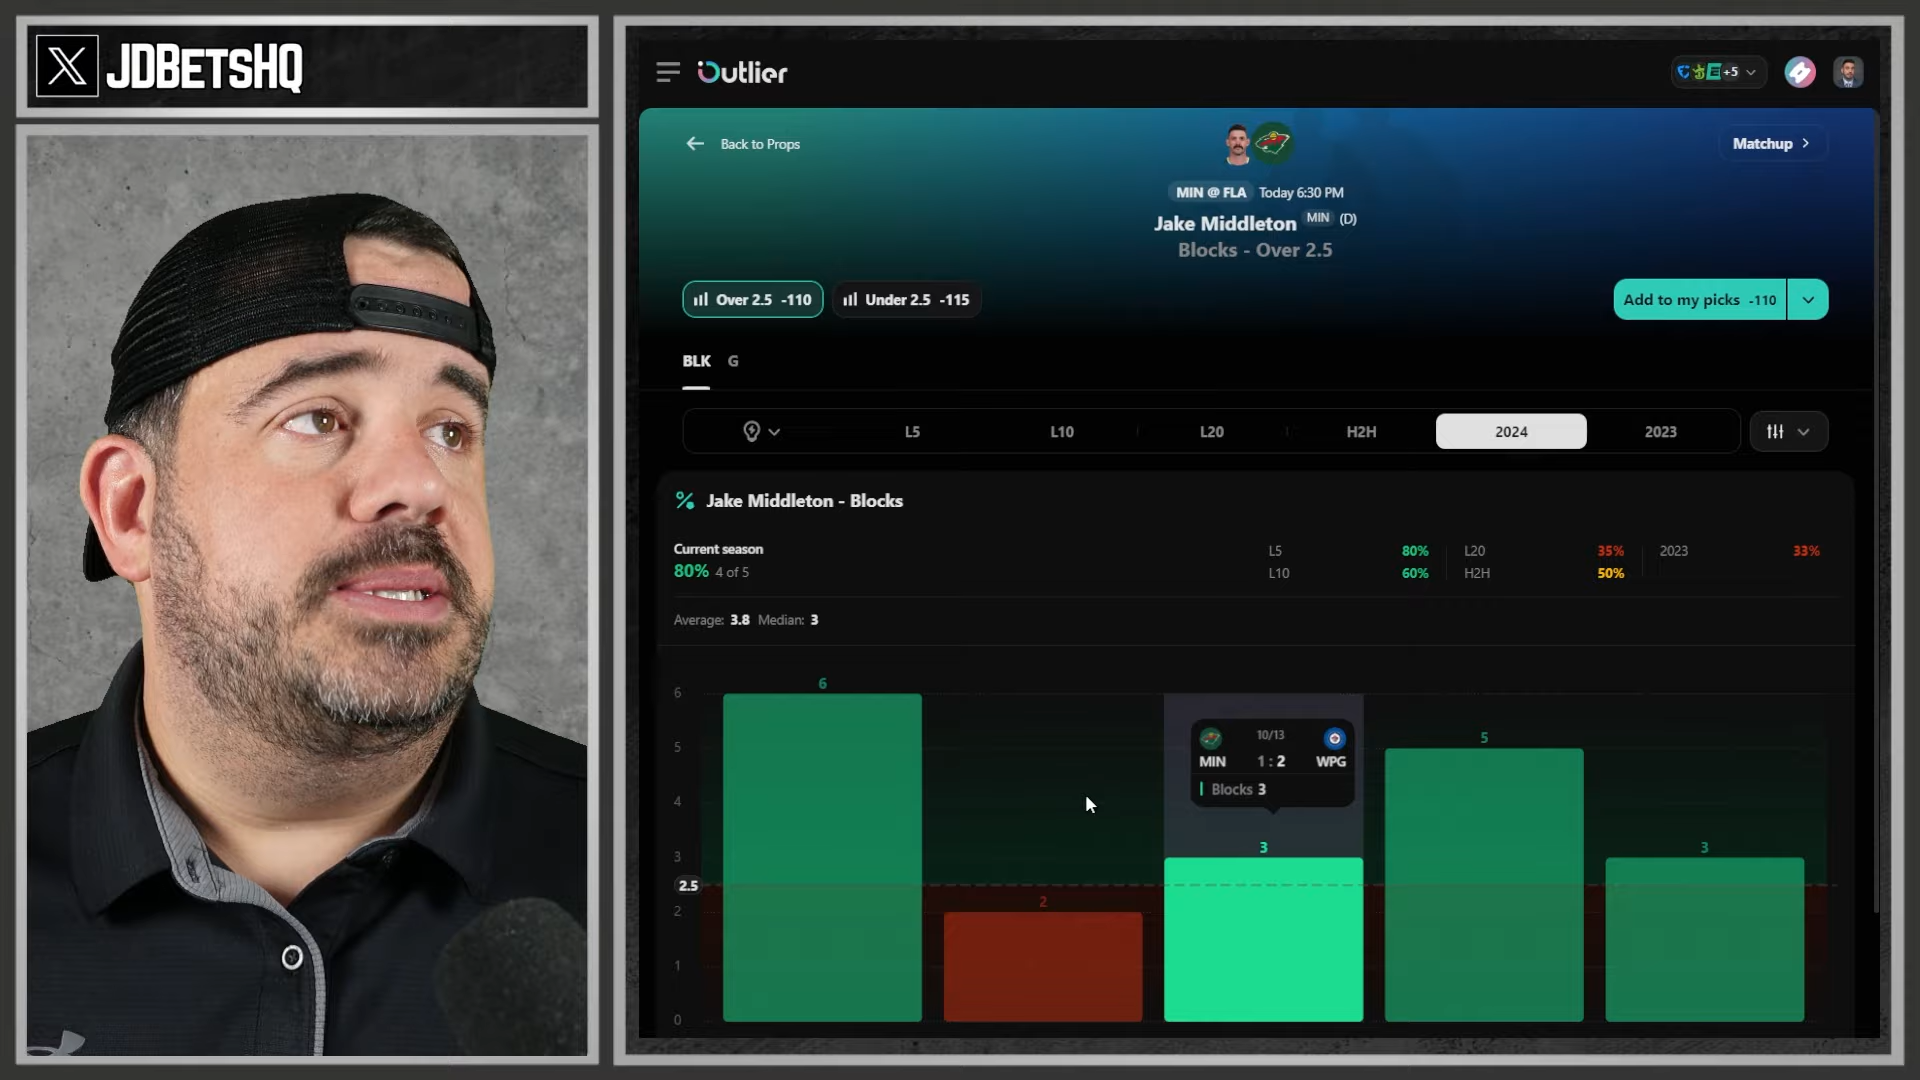 X JDBETSHQ
Outlier
+5
Back to Props
Matchup
MIN @ FLA Today 6:30 PM
Jake Middleton MIN (D)
Blocks - Over 2.5
Over 2.5 -110
Under 2.5 -115
Add to my picks -110
BLK G
L5 L10 L20 H2H 2024 2023
Jake Middleton - Blocks
Current season
80% 4 of 5
L5 80% L20 35% 2023 33%
L10 60% H2H 50%
Average: 3.8 Median: 3
6
5
4
3
2.5
2
1
0
6
2
3
5
3
10/13
MIN 1 : 2 WPG
Blocks 3